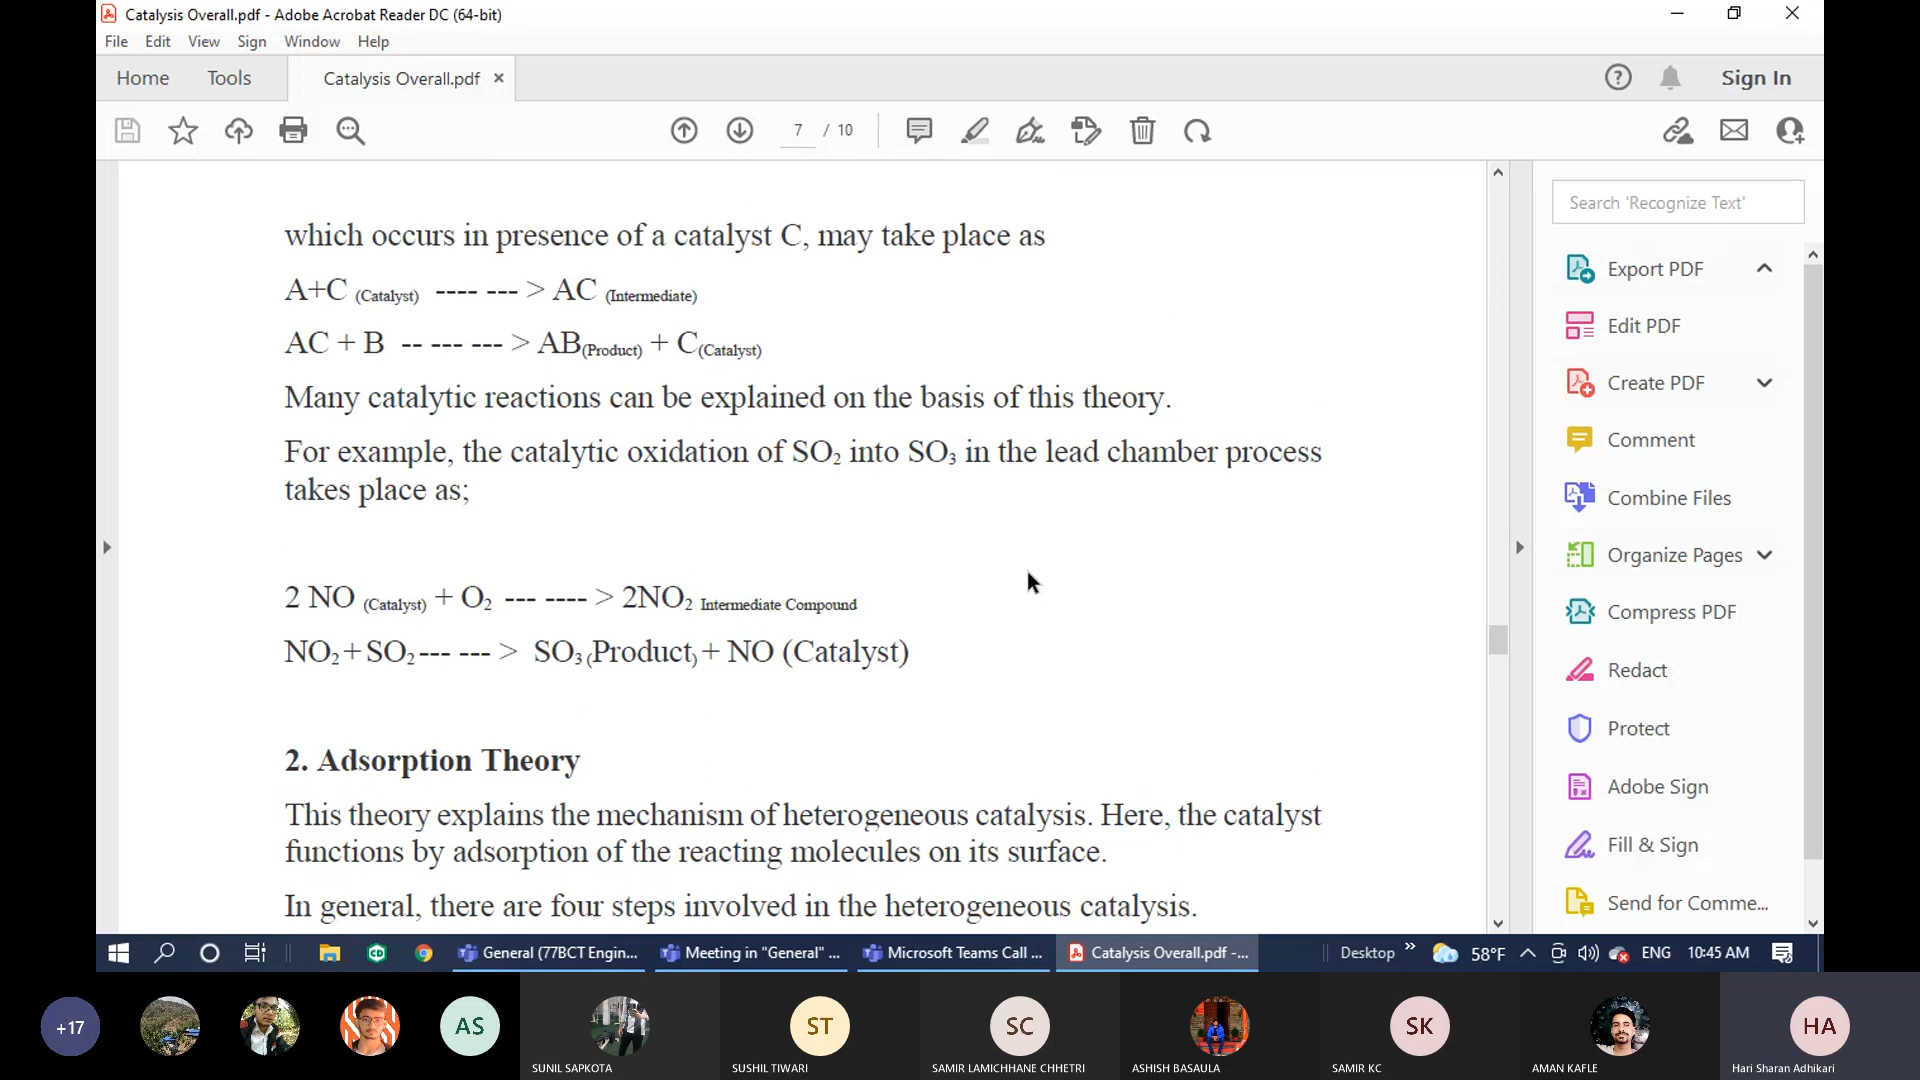 Catalysis Overall.pdf - Adobe Acrobat Reader DC (64-bit)
File Edit View Sign Window Help
Home Tools Catalysis Overall.pdf × Sign In
7 / 10
which occurs in presence of a catalyst C, may take place as
A+C (Catalyst) ---- --- > AC (Intermediate)
AC + B -- --- --- > AB(Product) + C(Catalyst)
Many catalytic reactions can be explained on the basis of this theory.
For example, the catalytic oxidation of SO₂ into SO₃ in the lead chamber process
takes place as;
2 NO (Catalyst) + O₂ --- ---- > 2NO₂ Intermediate Compound
NO₂ + SO₂ --- --- > SO₃ (Product) + NO (Catalyst)
2. Adsorption Theory
This theory explains the mechanism of heterogeneous catalysis. Here, the catalyst
functions by adsorption of the reacting molecules on its surface.
In general, there are four steps involved in the heterogeneous catalysis.
Search 'Recognize Text'
Export PDF
Edit PDF
Create PDF
Comment
Combine Files
Organize Pages
Compress PDF
Redact
Protect
Adobe Sign
Fill & Sign
Send for Comme...
General (77BCT Engin... Meeting in "General" ... Microsoft Teams Call ... Catalysis Overall.pdf -... Desktop » 58°F ENG 10:45 AM
+17 AS ST SC SK HA
SUNIL SAPKOTA SUSHIL TIWARI SAMIR LAMICHHANE CHHETRI ASHISH BASAULA SAMIR KC AMAN KAFLE Hari Sharan Adhikari